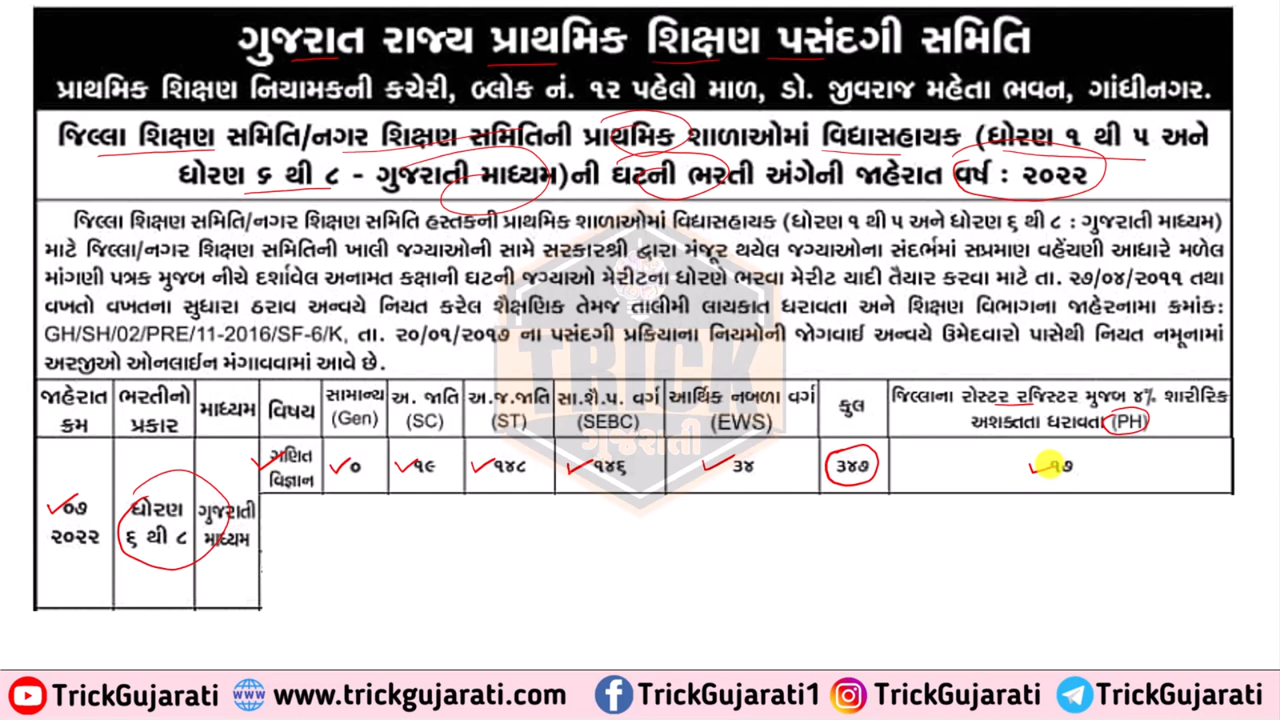 ગુજરાત રાજ્ય પ્રાથમિક શિક્ષણ પસંદગી સમિતિ
પ્રાથમિક શિક્ષણ નિયામકની કચેરી, બ્લોક નં. ૧૨ પહેલો માળ, ડો. જીવરાજ મહેતા ભવન, ગાંધીનગર.
જિલ્લા શિક્ષણ સમિતિ/નગર શિક્ષણ સમિતિની પ્રાથમિક શાળાઓમાં વિદ્યાસહાયક (ધોરણ ૧ થી ૫ અને
ધોરણ ૬ થી ૮ - ગુજરાતી માધ્યમ)ની ઘટની ભરતી અંગેની જાહેરાત વર્ષ : ૨૦૨૨
જિલ્લા શિક્ષણ સમિતિ/નગર શિક્ષણ સમિતિ હસ્તકની પ્રાથમિક શાળાઓમાં વિદ્યાસહાયક (ધોરણ ૧ થી ૫ અને ધોરણ ૬ થી ૮ : ગુજરાતી માધ્યમ)
માટે જિલ્લા/નગર શિક્ષણ સમિતિની ખાલી જગ્યાઓની સામે સરકારશ્રી દ્વારા મંજૂર થયેલ જગ્યાઓના સંદર્ભમાં સપ્રમાણ વહેંચણી આધારે મળેલ
માંગણી પત્રક મુજબ નીચે દર્શાવેલ અનામત કક્ષાની ઘટની જગ્યાઓ મેરીટના ધોરણે ભરવા મેરીટ યાદી તૈયાર કરવા માટે તા. ૨૭/૦૪/૨૦૧૧ તથા
વખતો વખતના સુધારા ઠરાવ અન્વયે નિયત કરેલ શૈક્ષણિક તેમજ તાલીમી લાયકાત ધરાવતા અને શિક્ષણ વિભાગના જાહેરનામા ક્રમાંક:
GH/SH/02/PRE/11-2016/SF-6/K, તા. ૨૦/૦૧/૨૦૧૭ ના પસંદગી પ્રક્રિયાના નિયમોની જોગવાઈ અન્વયે ઉમેદવારો પાસેથી નિયત નમૂનામાં
અરજીઓ ઓનલાઈન મંગાવવામાં આવે છે.
જાહેરાત ક્રમ ભરતીનો પ્રકાર માધ્યમ વિષય સામાન્ય (Gen) અ. જાતિ (SC) અ.જ.જાતિ (ST) સા.શૈ.પ. વર્ગ (SEBC) આર્થિક નબળા વર્ગ (EWS) કુલ જિલ્લાના રોસ્ટર રજિસ્ટર મુજબ ૪% શારીરિક અશક્તતા ધરાવતા (PH)
ગણિત વિજ્ઞાન ૦ ૧૯ ૧૪૮ ૧૪૬ ૩૪ ૩૪૭ ૧૭
૦૭ ૨૦૨૨ ધોરણ ૬ થી ૮ ગુજરાતી માધ્યમ
TRICK
ગુજરાતી
TrickGujarati www.trickgujarati.com TrickGujarati1 TrickGujarati TrickGujarati